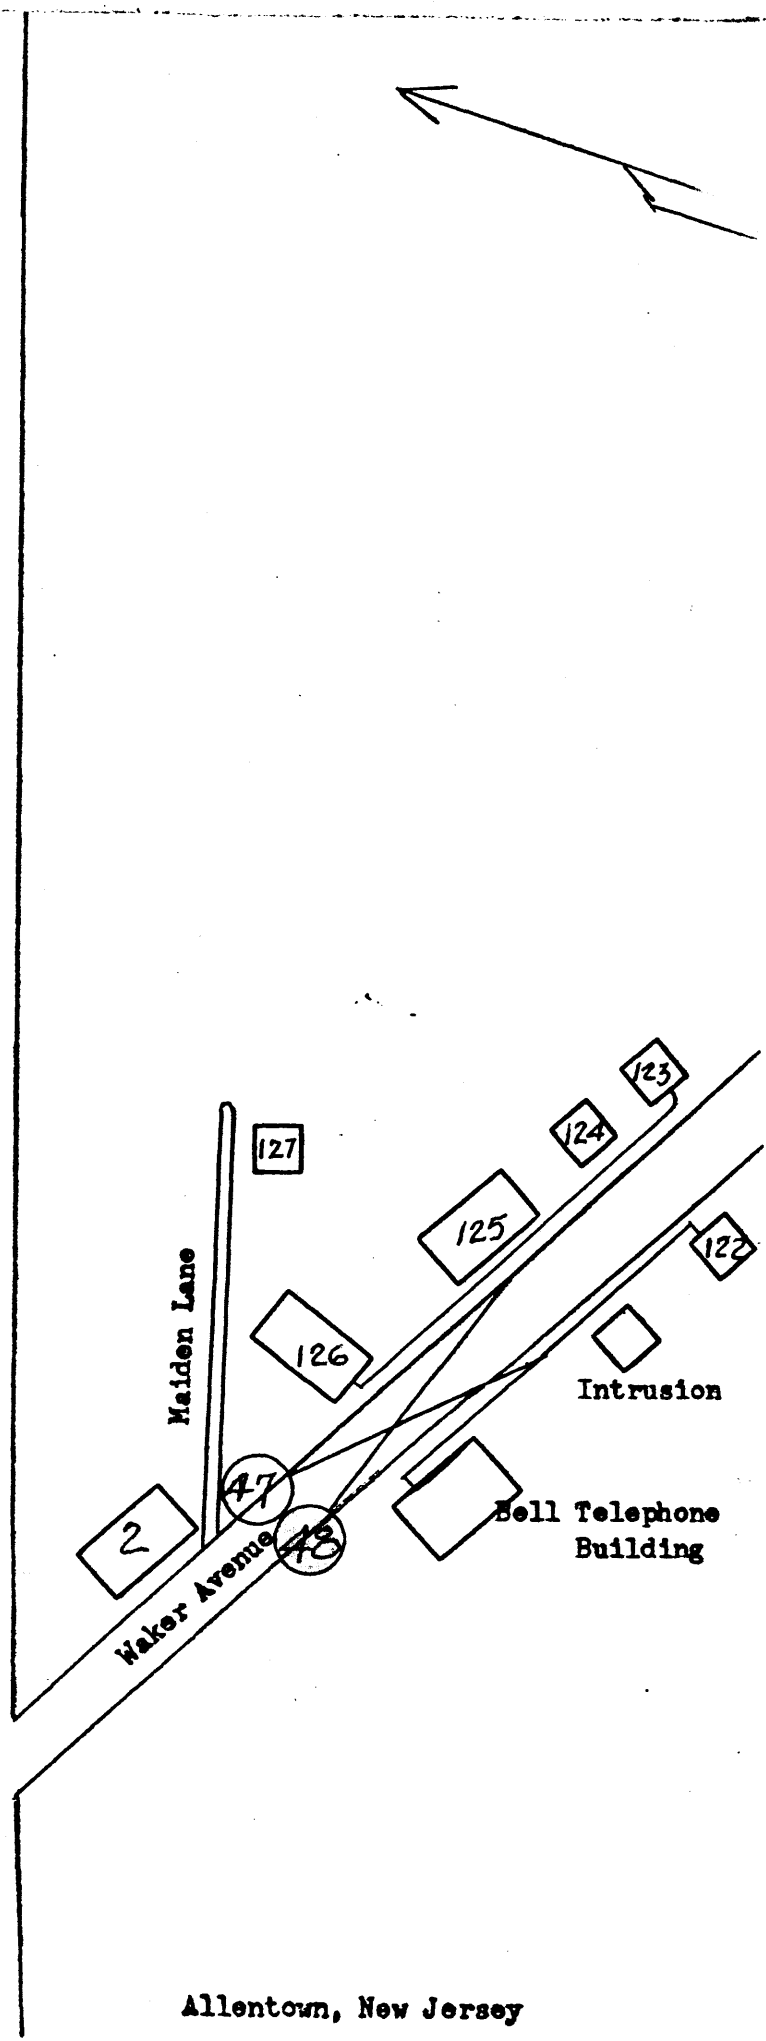 123
124
127
125
122
Maiden Lane
126
Intrusion
47
2
Bell Telephone
Building
48
Waker Avenue
Allentown, New Jersey